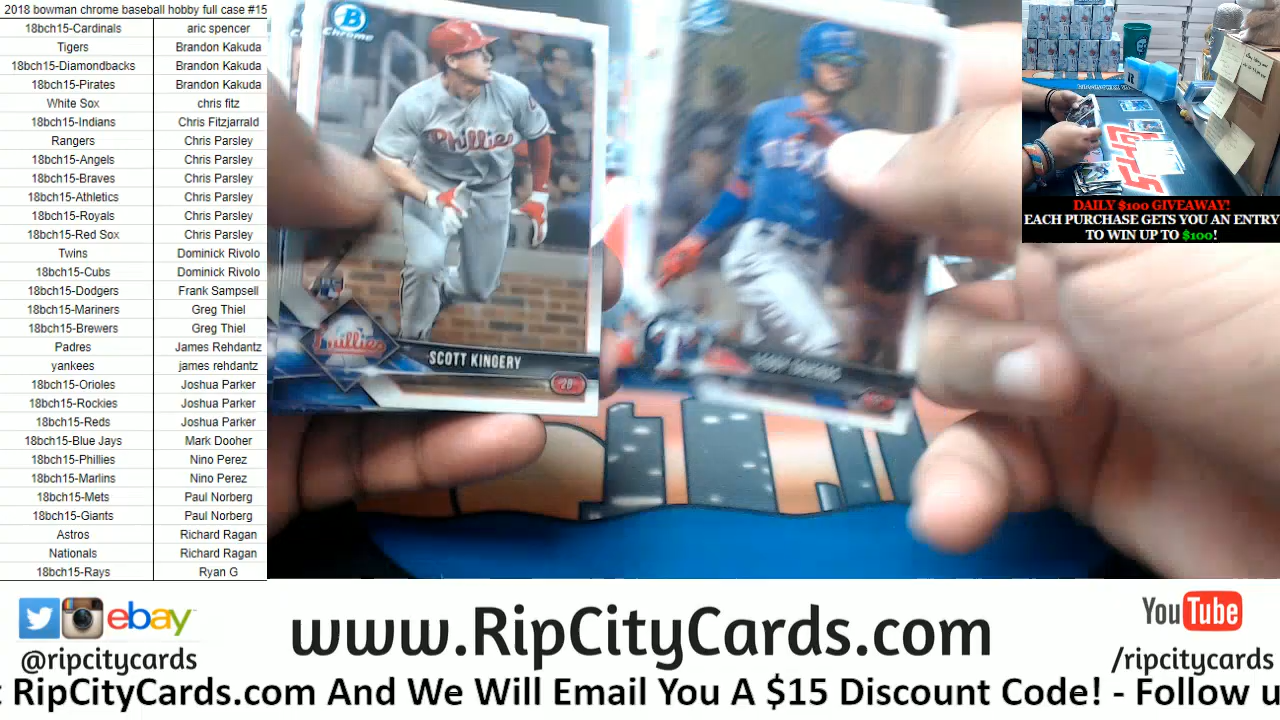 2018 bowman chrome baseball hobby full case #15
18bch15-Cardinals aric spencer
Tigers Brandon Kakuda
18bch15-Diamondbacks Brandon Kakuda
18bch15-Pirates Brandon Kakuda
White Sox chris fitz
18bch15-Indians Chris Fitzjarrald
Rangers Chris Parsley
18bch15-Angels Chris Parsley
18bch15-Braves Chris Parsley
18bch15-Athletics Chris Parsley
18bch15-Royals Chris Parsley
18bch15-Red Sox Chris Parsley
Twins Dominick Rivolo
18bch15-Cubs Dominick Rivolo
18bch15-Dodgers Frank Sampsell
18bch15-Mariners Greg Thiel
18bch15-Brewers Greg Thiel
Padres James Rehdantz
yankees james rehdantz
18bch15-Orioles Joshua Parker
18bch15-Rockies Joshua Parker
18bch15-Reds Joshua Parker
18bch15-Blue Jays Mark Dooher
18bch15-Phillies Nino Perez
18bch15-Marlins Nino Perez
18bch15-Mets Paul Norberg
18bch15-Giants Paul Norberg
Astros Richard Ragan
Nationals Richard Ragan
18bch15-Rays Ryan G
B
Chrome
Phillies
Phillies
SCOTT KINGERY
topps
DAILY $100 GIVEAWAY!
EACH PURCHASE GETS YOU AN ENTRY
TO WIN UP TO $100!
ebay
@ripcitycards
www.RipCityCards.com
YouTube
/ripcitycards
RipCityCards.com And We Will Email You A $15 Discount Code! - Follow u